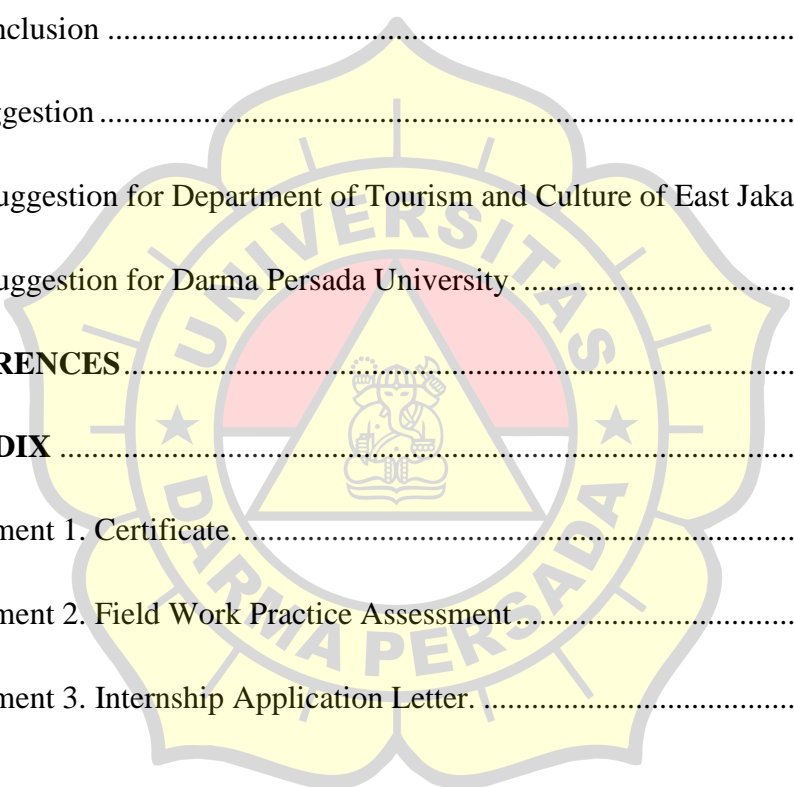 nclusion ........................................................................
ggestion .........................................................................
uggestion for Department of Tourism and Culture of East Jaka
uggestion for Darma Persada University. ............................
RENCES ......................................................................
DIX .............................................................................
ment 1. Certificate. ..........................................................
ment 2. Field Work Practice Assessment .............................
ment 3. Internship Application Letter. .................................
UNIVERSITAS
DARMA PERSADA